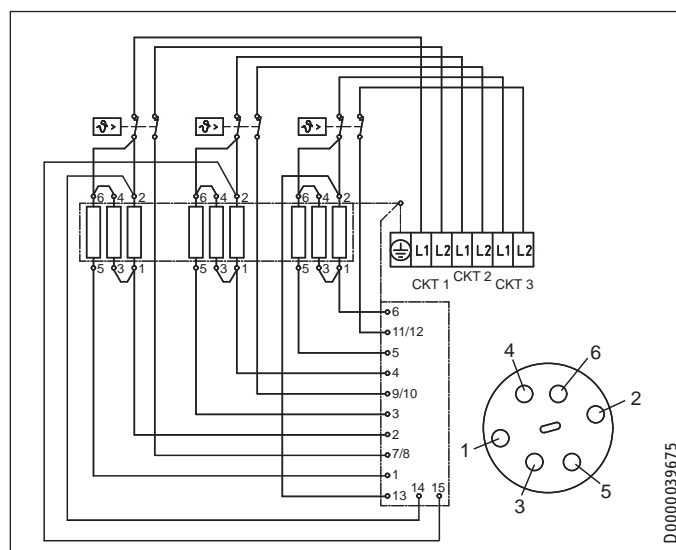 ϑ> ϑ> ϑ>
6 4 2 6 4 2 6 4 2
5 3 1 5 3 1 5 3 1
L1 L2 L1 L2 L1 L2
CKT 1 CKT 2 CKT 3
6
11/12
5
4
9/10
3
2
7/8
1
13 14 15
4 6
2
1
3 5
D0000039675